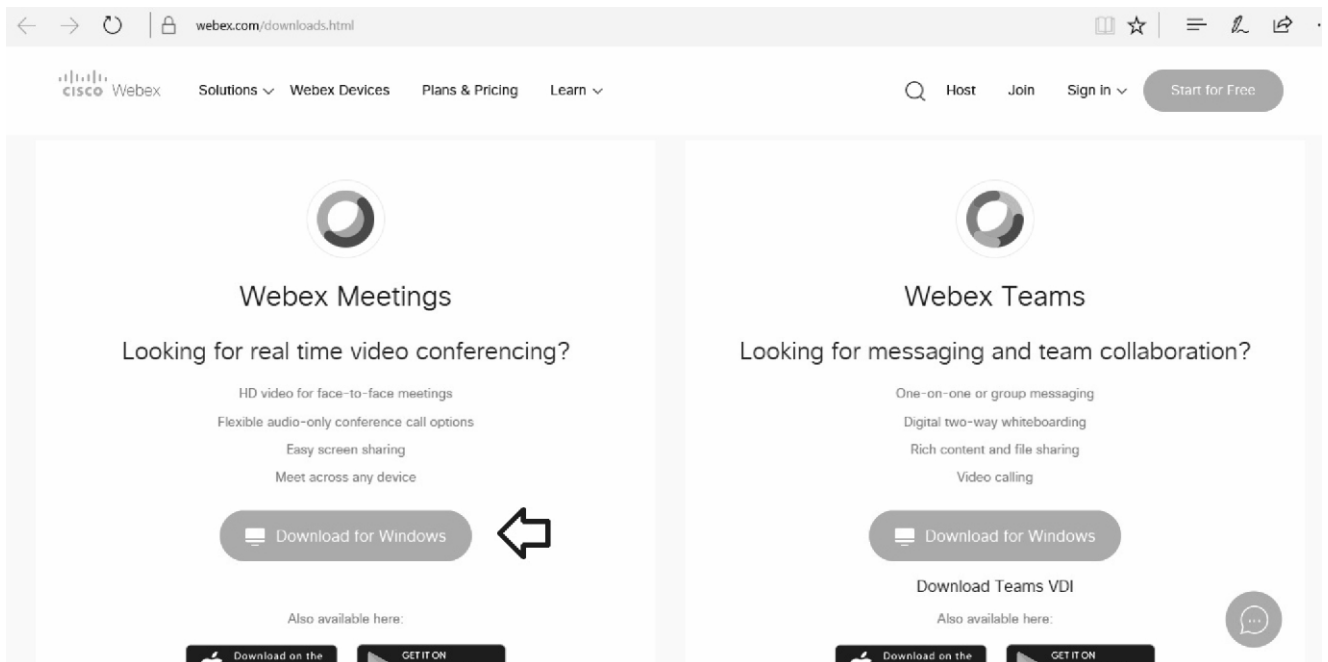 webex.com/downloads.html
cisco Webex Solutions Webex Devices Plans & Pricing Learn Host Join Sign in Start for Free
Webex Meetings
Looking for real time video conferencing?
HD video for face-to-face meetings
Flexible audio-only conference call options
Easy screen sharing
Meet across any device
Download for Windows
Also available here:
Download on the
GET IT ON
Webex Teams
Looking for messaging and team collaboration?
One-on-one or group messaging
Digital two-way whiteboarding
Rich content and file sharing
Video calling
Download for Windows
Download Teams VDI
Also available here:
Download on the
GET IT ON